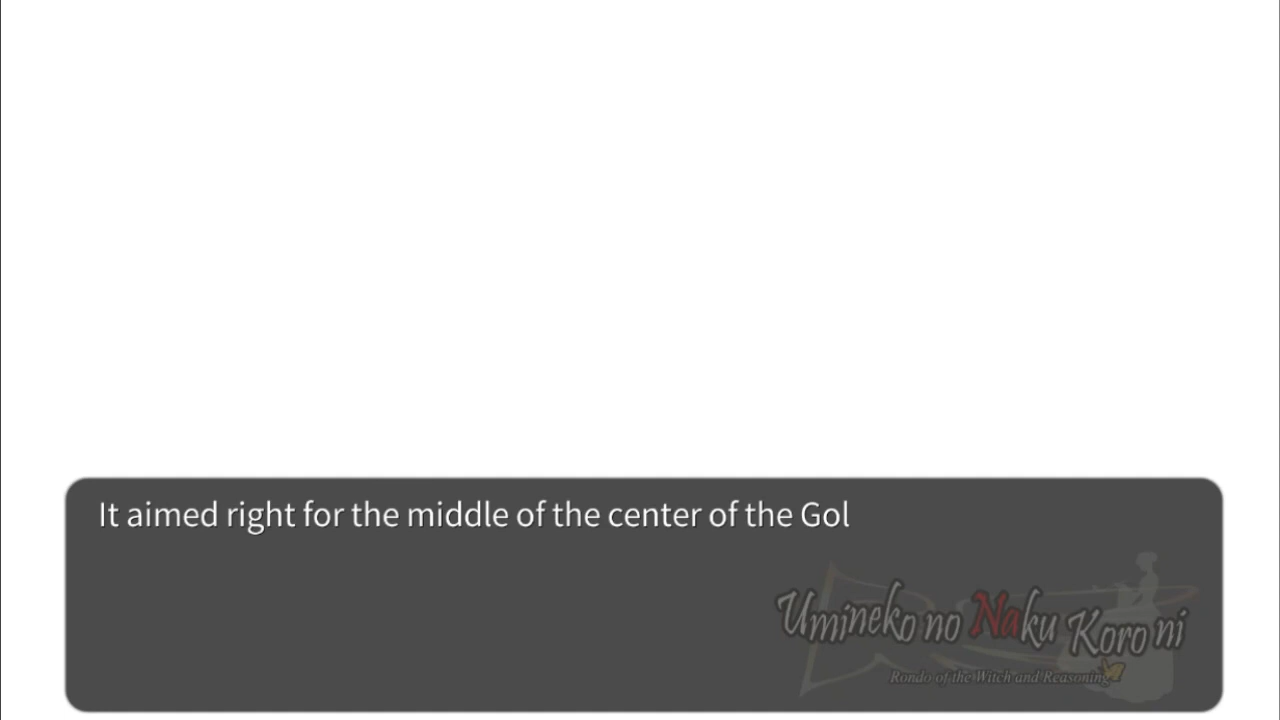 It aimed right for the middle of the center of the Gol
Umineko no Naku Koro ni
Rondo of the Witch and Reasoning